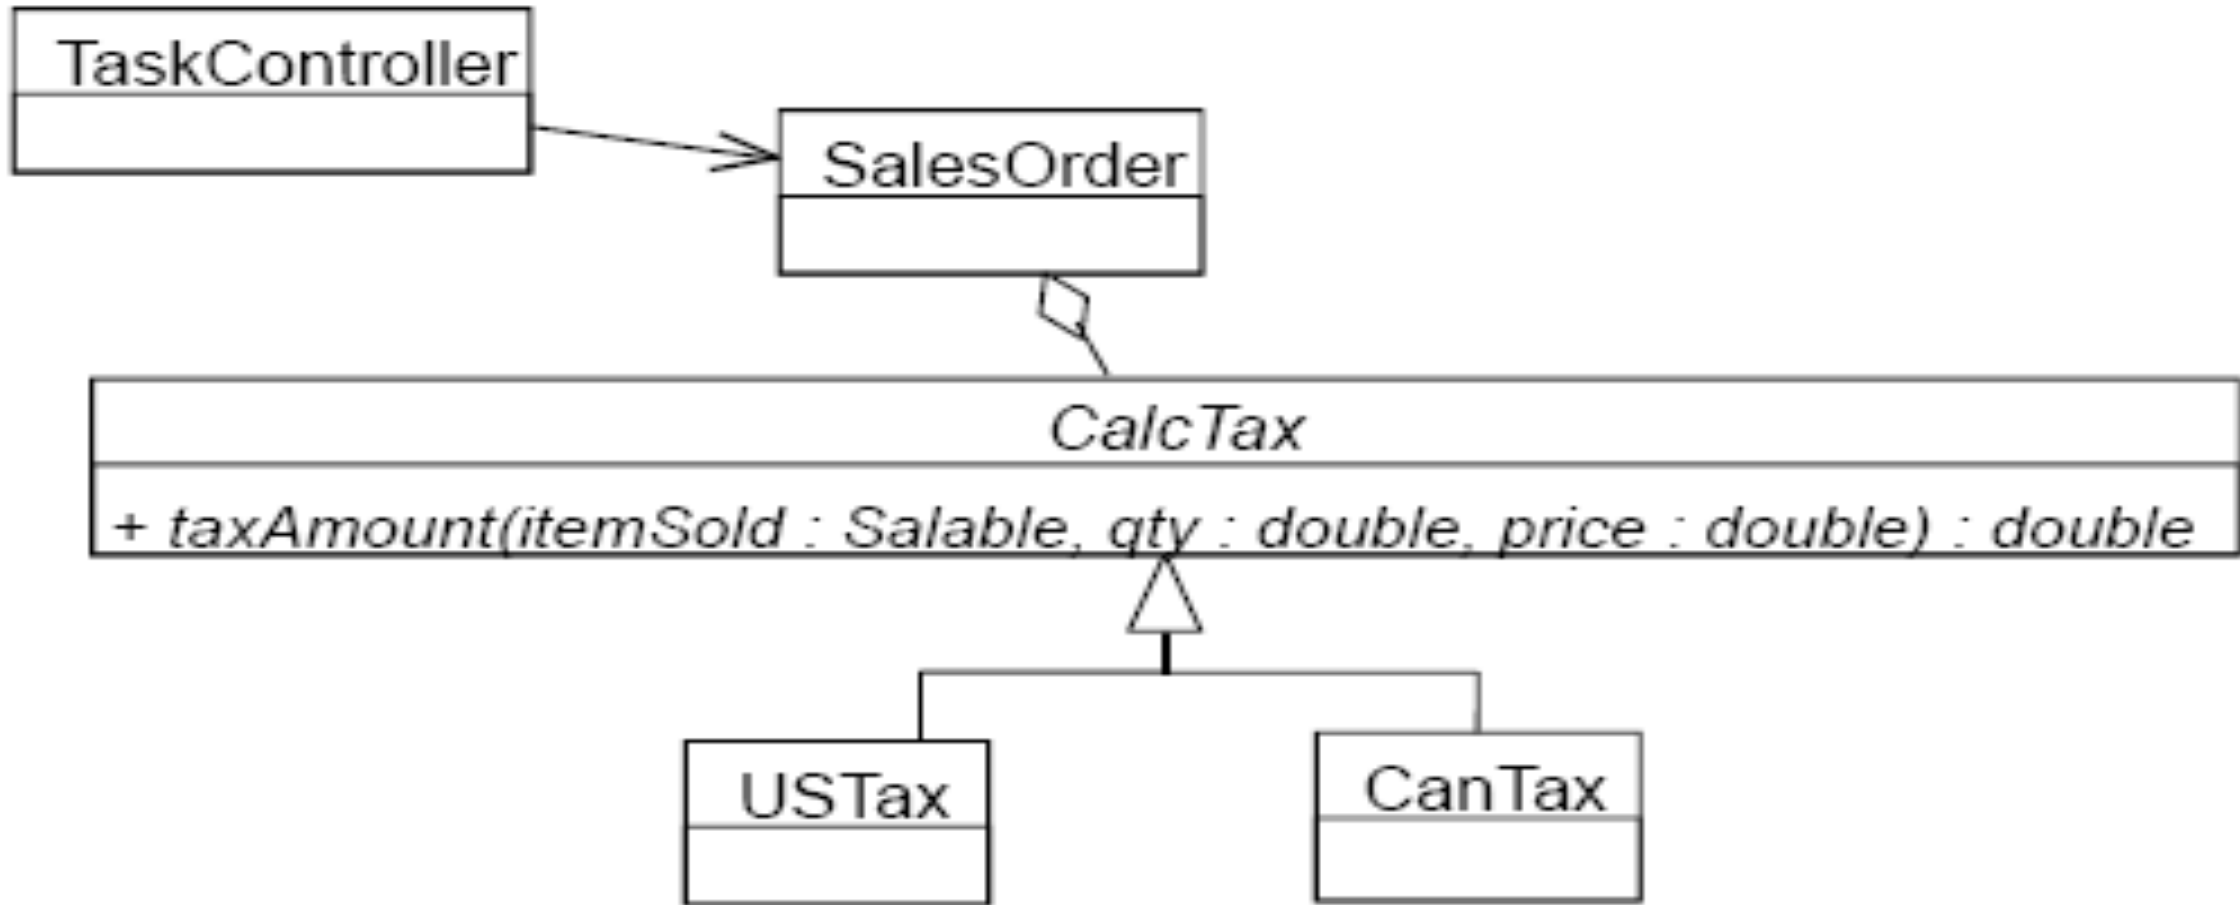 TaskController
SalesOrder
CalcTax
+ taxAmount(itemSold : Salable, qty : double, price : double) : double
USTax
CanTax